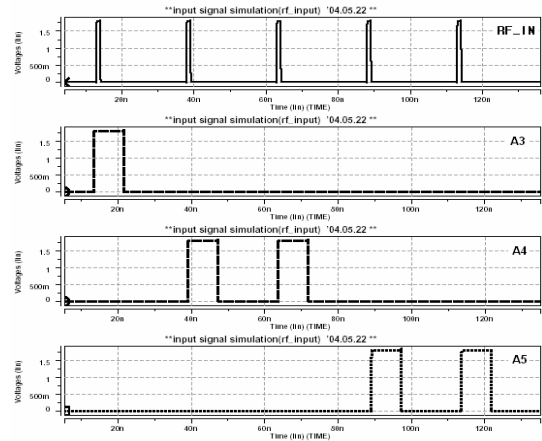 **input signal simulation(rf_input) '04.05.22 **
RF_IN
Voltages (lin)
1.5
1
500m
0
20n 40n 60n 80n 100n 120n
Time (lin) (TIME)
**input signal simulation(rf_input) '04.05.22 **
A3
Voltages (lin)
1.5
1
500m
0
20n 40n 60n 80n 100n 120n
Time (lin) (TIME)
**input signal simulation(rf_input) '04.05.22 **
A4
Voltages (lin)
1.5
1
500m
0
20n 40n 60n 80n 100n 120n
Time (lin) (TIME)
**input signal simulation(rf_input) '04.05.22 **
A5
Voltages (lin)
1.5
1
500m
0
20n 40n 60n 80n 100n 120n
Time (lin) (TIME)